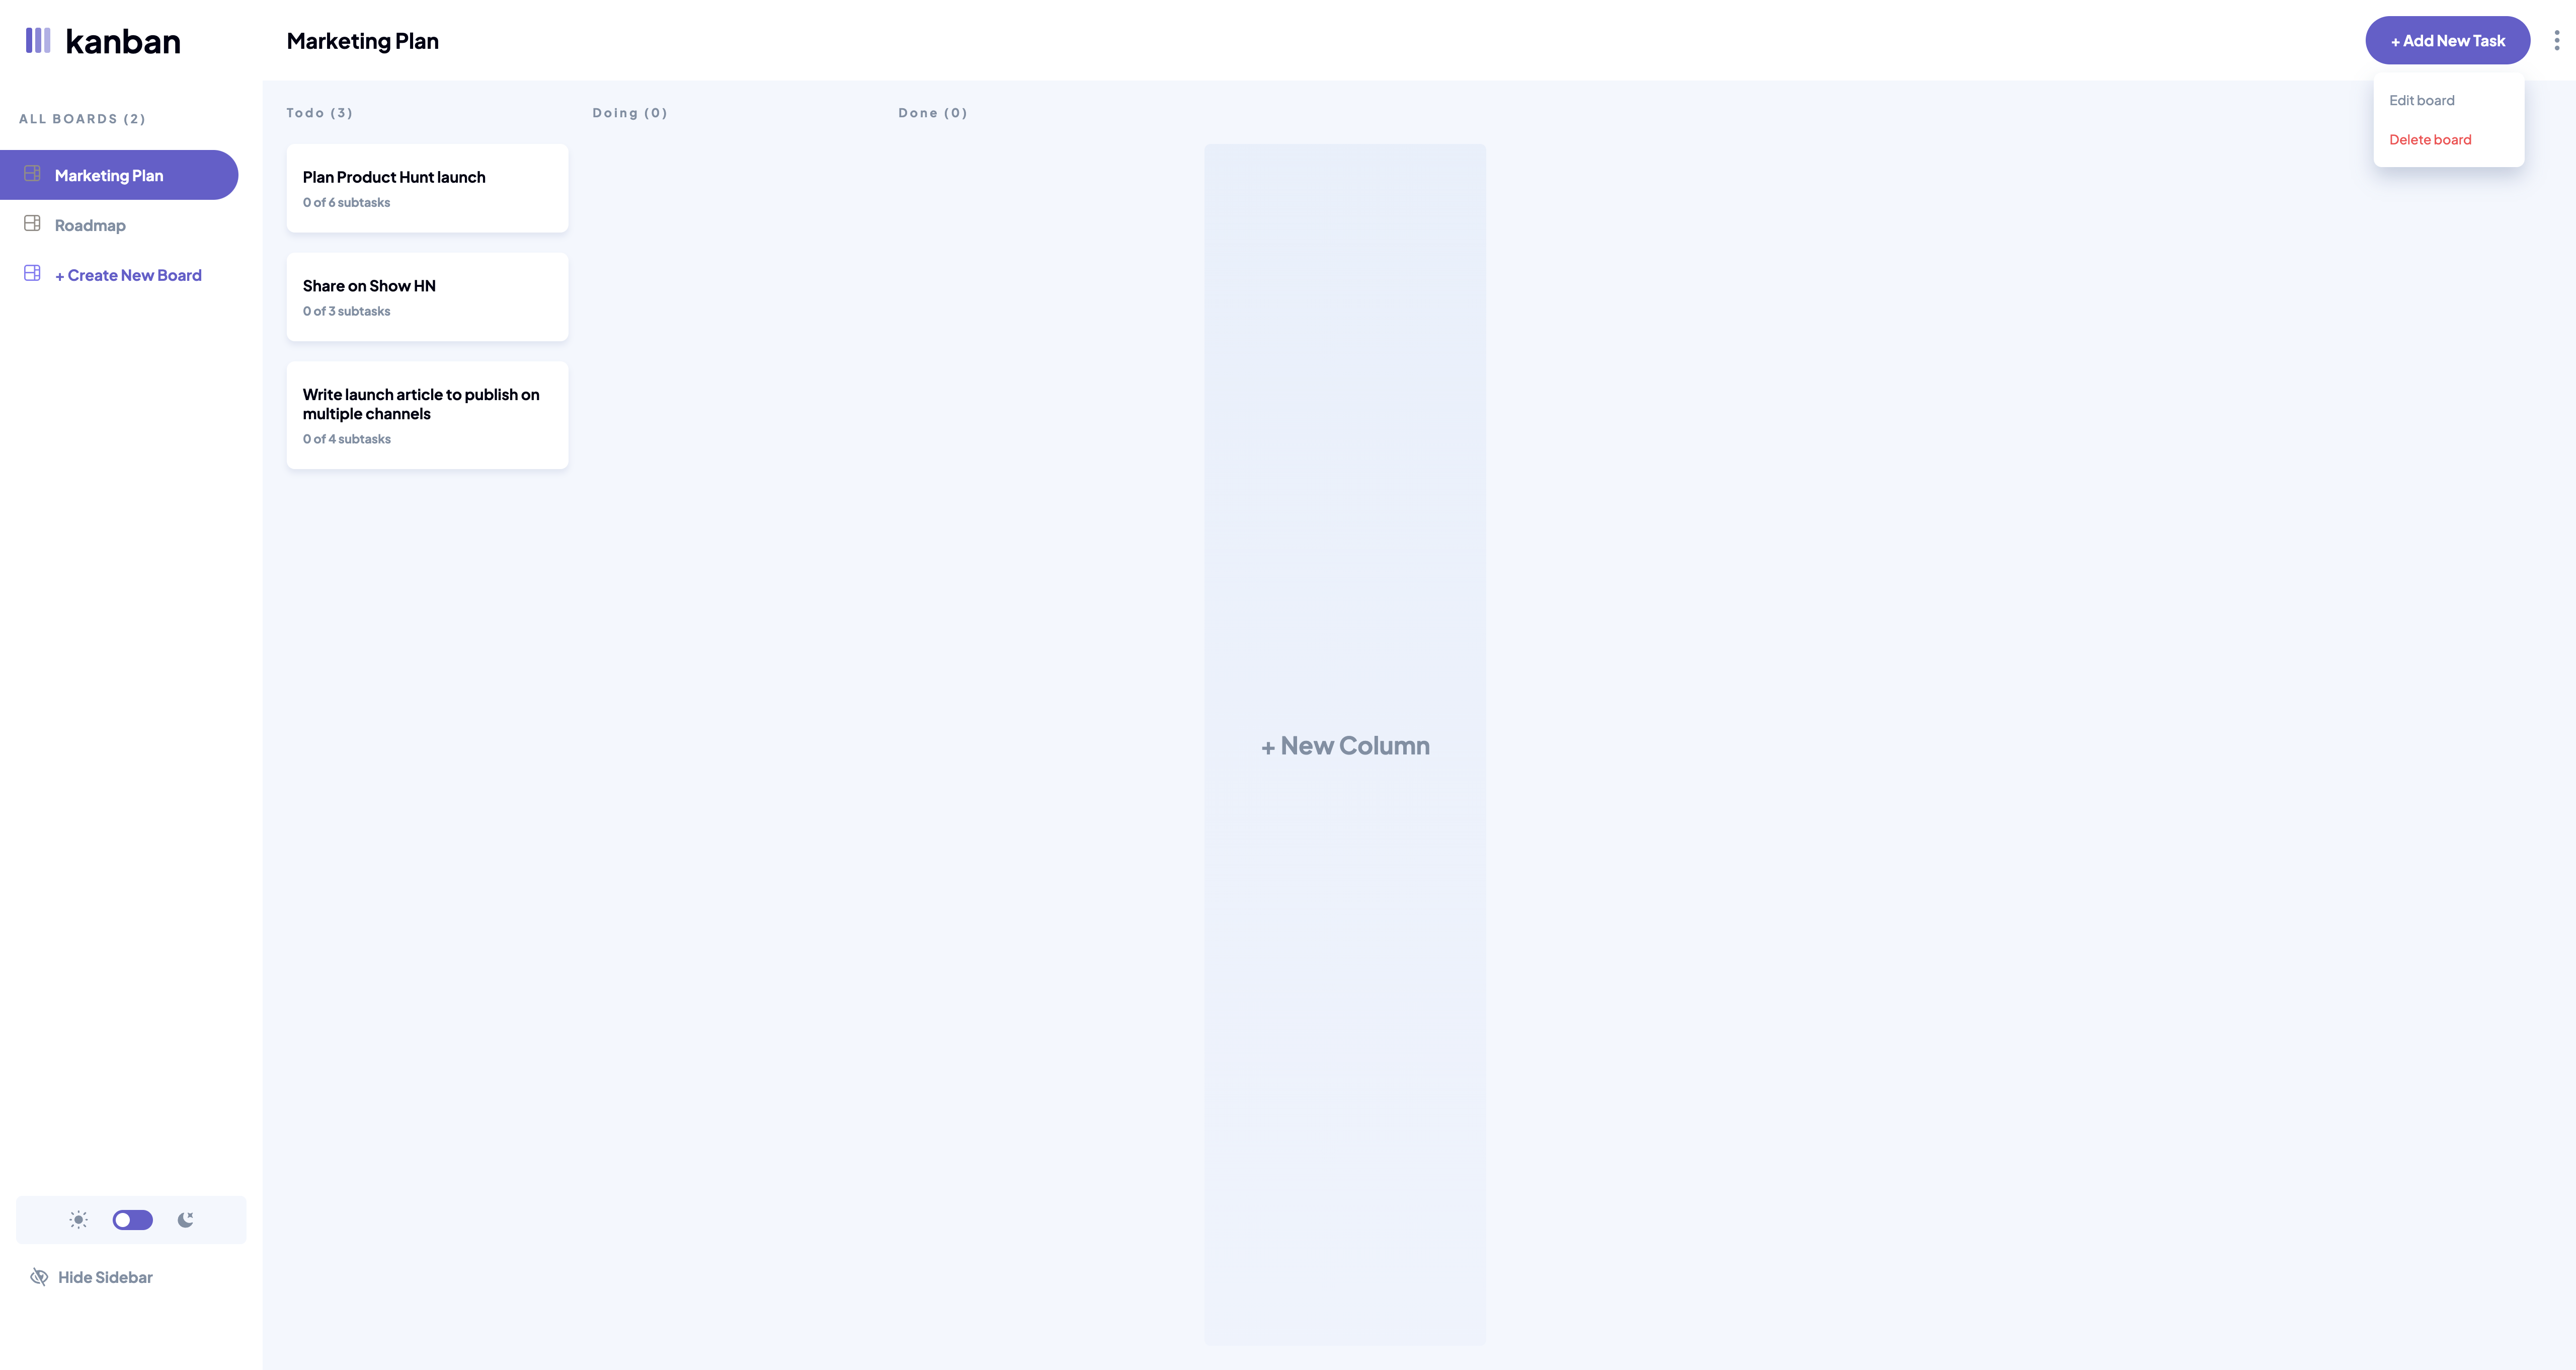 kanban
Marketing Plan
+ Add New Task
Edit board
Delete board
ALL BOARDS (2)
Marketing Plan
Roadmap
+ Create New Board
Todo (3)
Doing (0)
Done (0)
Plan Product Hunt launch
0 of 6 subtasks
Share on Show HN
0 of 3 subtasks
Write launch article to publish on
multiple channels
0 of 4 subtasks
+ New Column
Hide Sidebar